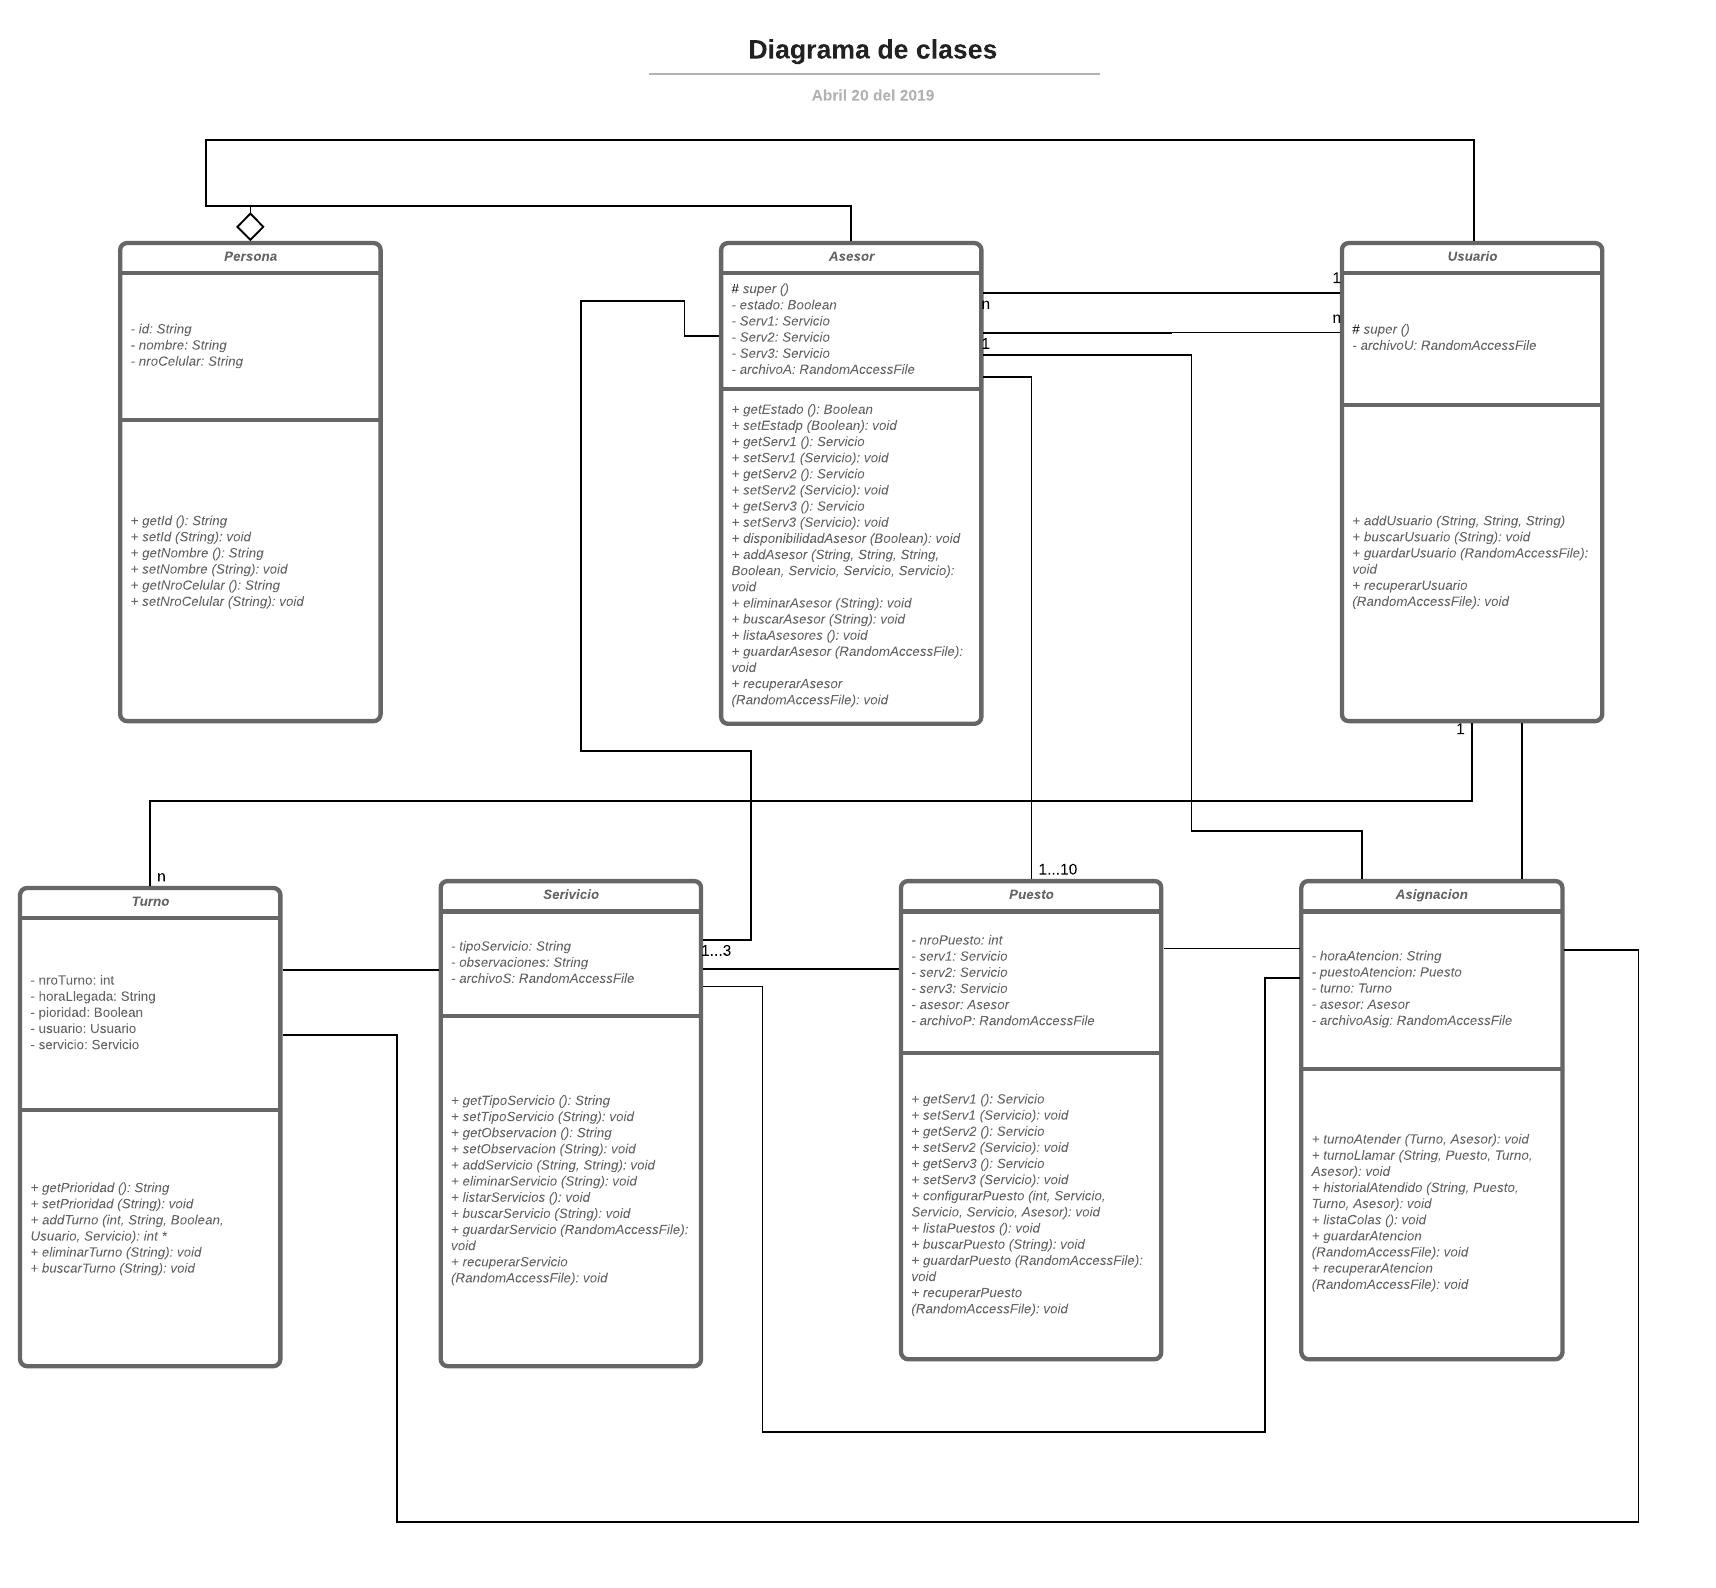 Diagrama de clases
Abril 20 del 2019
Persona
- id: String
- nombre: String
- nroCelular: String
+ getId (): String
+ setId (String): void
+ getNombre (): String
+ setNombre (String): void
+ getNroCelular (): String
+ setNroCelular (String): void
Asesor
# super ()
- estado: Boolean
- Serv1: Servicio
- Serv2: Servicio
- Serv3: Servicio
- archivoA: RandomAccessFile
+ getEstado (): Boolean
+ setEstadp (Boolean): void
+ getServ1 (): Servicio
+ setServ1 (Servicio): void
+ getServ2 (): Servicio
+ setServ2 (Servicio): void
+ getServ3 (): Servicio
+ setServ3 (Servicio): void
+ disponibilidadAsesor (Boolean): void
+ addAsesor (String, String, String,
Boolean, Servicio, Servicio, Servicio):
void
+ eliminarAsesor (String): void
+ buscarAsesor (String): void
+ listaAsesores (): void
+ guardarAsesor (RandomAccessFile):
void
+ recuperarAsesor
(RandomAccessFile): void
n
1
1
n
Usuario
# super ()
- archivoU: RandomAccessFile
+ addUsuario (String, String, String)
+ buscarUsuario (String): void
+ guardarUsuario (RandomAccessFile):
void
+ recuperarUsuario
(RandomAccessFile): void
1
n
Turno
- nroTurno: int
- horaLlegada: String
- pioridad: Boolean
- usuario: Usuario
- servicio: Servicio
+ getPrioridad (): String
+ setPrioridad (String): void
+ addTurno (int, String, Boolean,
Usuario, Servicio): int *
+ eliminarTurno (String): void
+ buscarTurno (String): void
Serivicio
- tipoServicio: String
- observaciones: String
- archivoS: RandomAccessFile
+ getTipoServicio (): String
+ setTipoServicio (String): void
+ getObservacion (): String
+ setObservacion (String): void
+ addServicio (String, String): void
+ eliminarServicio (String): void
+ listarServicios (): void
+ buscarServicio (String): void
+ guardarServicio (RandomAccessFile):
void
+ recuperarServicio
(RandomAccessFile): void
1...3
1...10
Puesto
- nroPuesto: int
- serv1: Servicio
- serv2: Servicio
- serv3: Servicio
- asesor: Asesor
- archivoP: RandomAccessFile
+ getServ1 (): Servicio
+ setServ1 (Servicio): void
+ getServ2 (): Servicio
+ setServ2 (Servicio): void
+ getServ3 (): Servicio
+ setServ3 (Servicio): void
+ configurarPuesto (int, Servicio,
Servicio, Servicio, Asesor): void
+ listaPuestos (): void
+ buscarPuesto (String): void
+ guardarPuesto (RandomAccessFile):
void
+ recuperarPuesto
(RandomAccessFile): void
Asignacion
- horaAtencion: String
- puestoAtencion: Puesto
- turno: Turno
- asesor: Asesor
- archivoAsig: RandomAccessFile
+ turnoAtender (Turno, Asesor): void
+ turnoLlamar (String, Puesto, Turno,
Asesor): void
+ historialAtendido (String, Puesto,
Turno, Asesor): void
+ listaColas (): void
+ guardarAtencion
(RandomAccessFile): void
+ recuperarAtencion
(RandomAccessFile): void